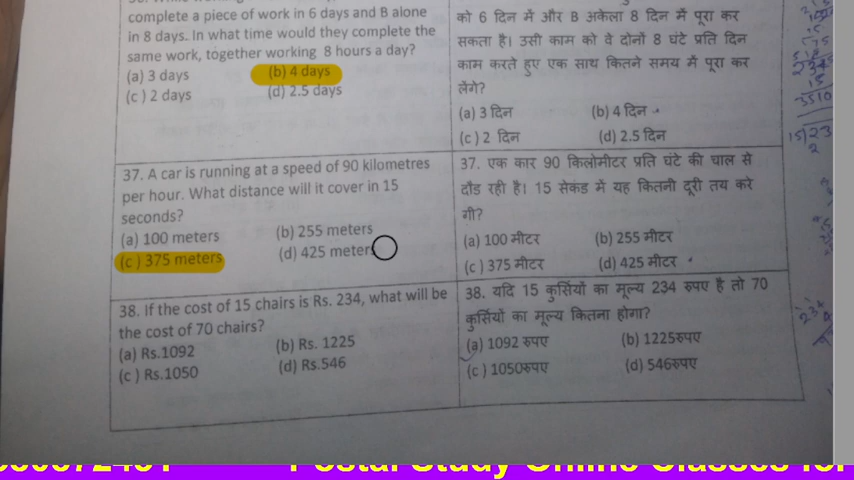 complete a piece of work in 6 days and B alone
in 8 days. In what time would they complete the
same work, together working 8 hours a day?
(a) 3 days (b) 4 days
(c ) 2 days (d) 2.5 days
को 6 दिन में और B अकेला 8 दिन में पूरा कर
सकता है। उसी काम को वे दोनों 8 घंटे प्रति दिन
काम करते हुए एक साथ कितने समय में पूरा कर
लेंगे?
(a) 3 दिन (b) 4 दिन
(c ) 2 दिन (d) 2.5 दिन
37. A car is running at a speed of 90 kilometres
per hour. What distance will it cover in 15
seconds?
(a) 100 meters (b) 255 meters
(c ) 375 meters (d) 425 meters
37. एक कार 90 किलोमीटर प्रति घंटे की चाल से
दौड़ रही है। 15 सेकंड में यह कितनी दूरी तय करे
गी?
(a) 100 मीटर (b) 255 मीटर
(c ) 375 मीटर (d) 425 मीटर
38. If the cost of 15 chairs is Rs. 234, what will be
the cost of 70 chairs?
(a) Rs.1092 (b) Rs. 1225
(c ) Rs.1050 (d) Rs.546
38. यदि 15 कुर्सियों का मूल्य 234 रुपए है तो 70
कुर्सियों का मूल्य कितना होगा?
(a) 1092 रुपए (b) 1225रुपए
(c ) 1050रुपए (d) 546रुपए
Postal Study Online Classes for